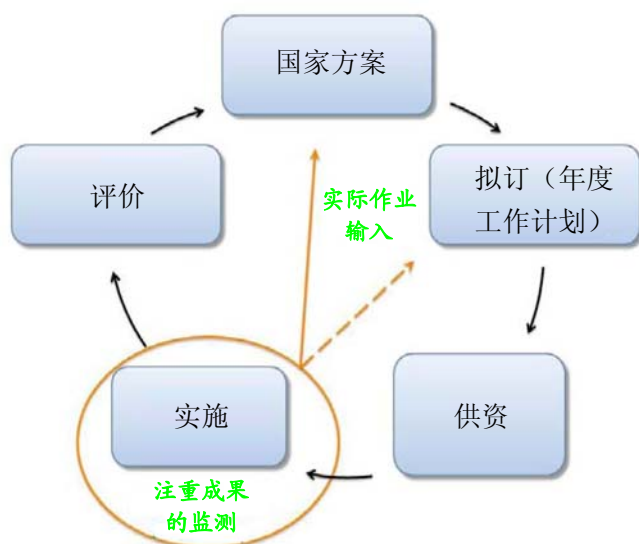 国家方案
评价
拟订（年度
工作计划）
实际作业
输入
实施
供资
注重成果
的监测